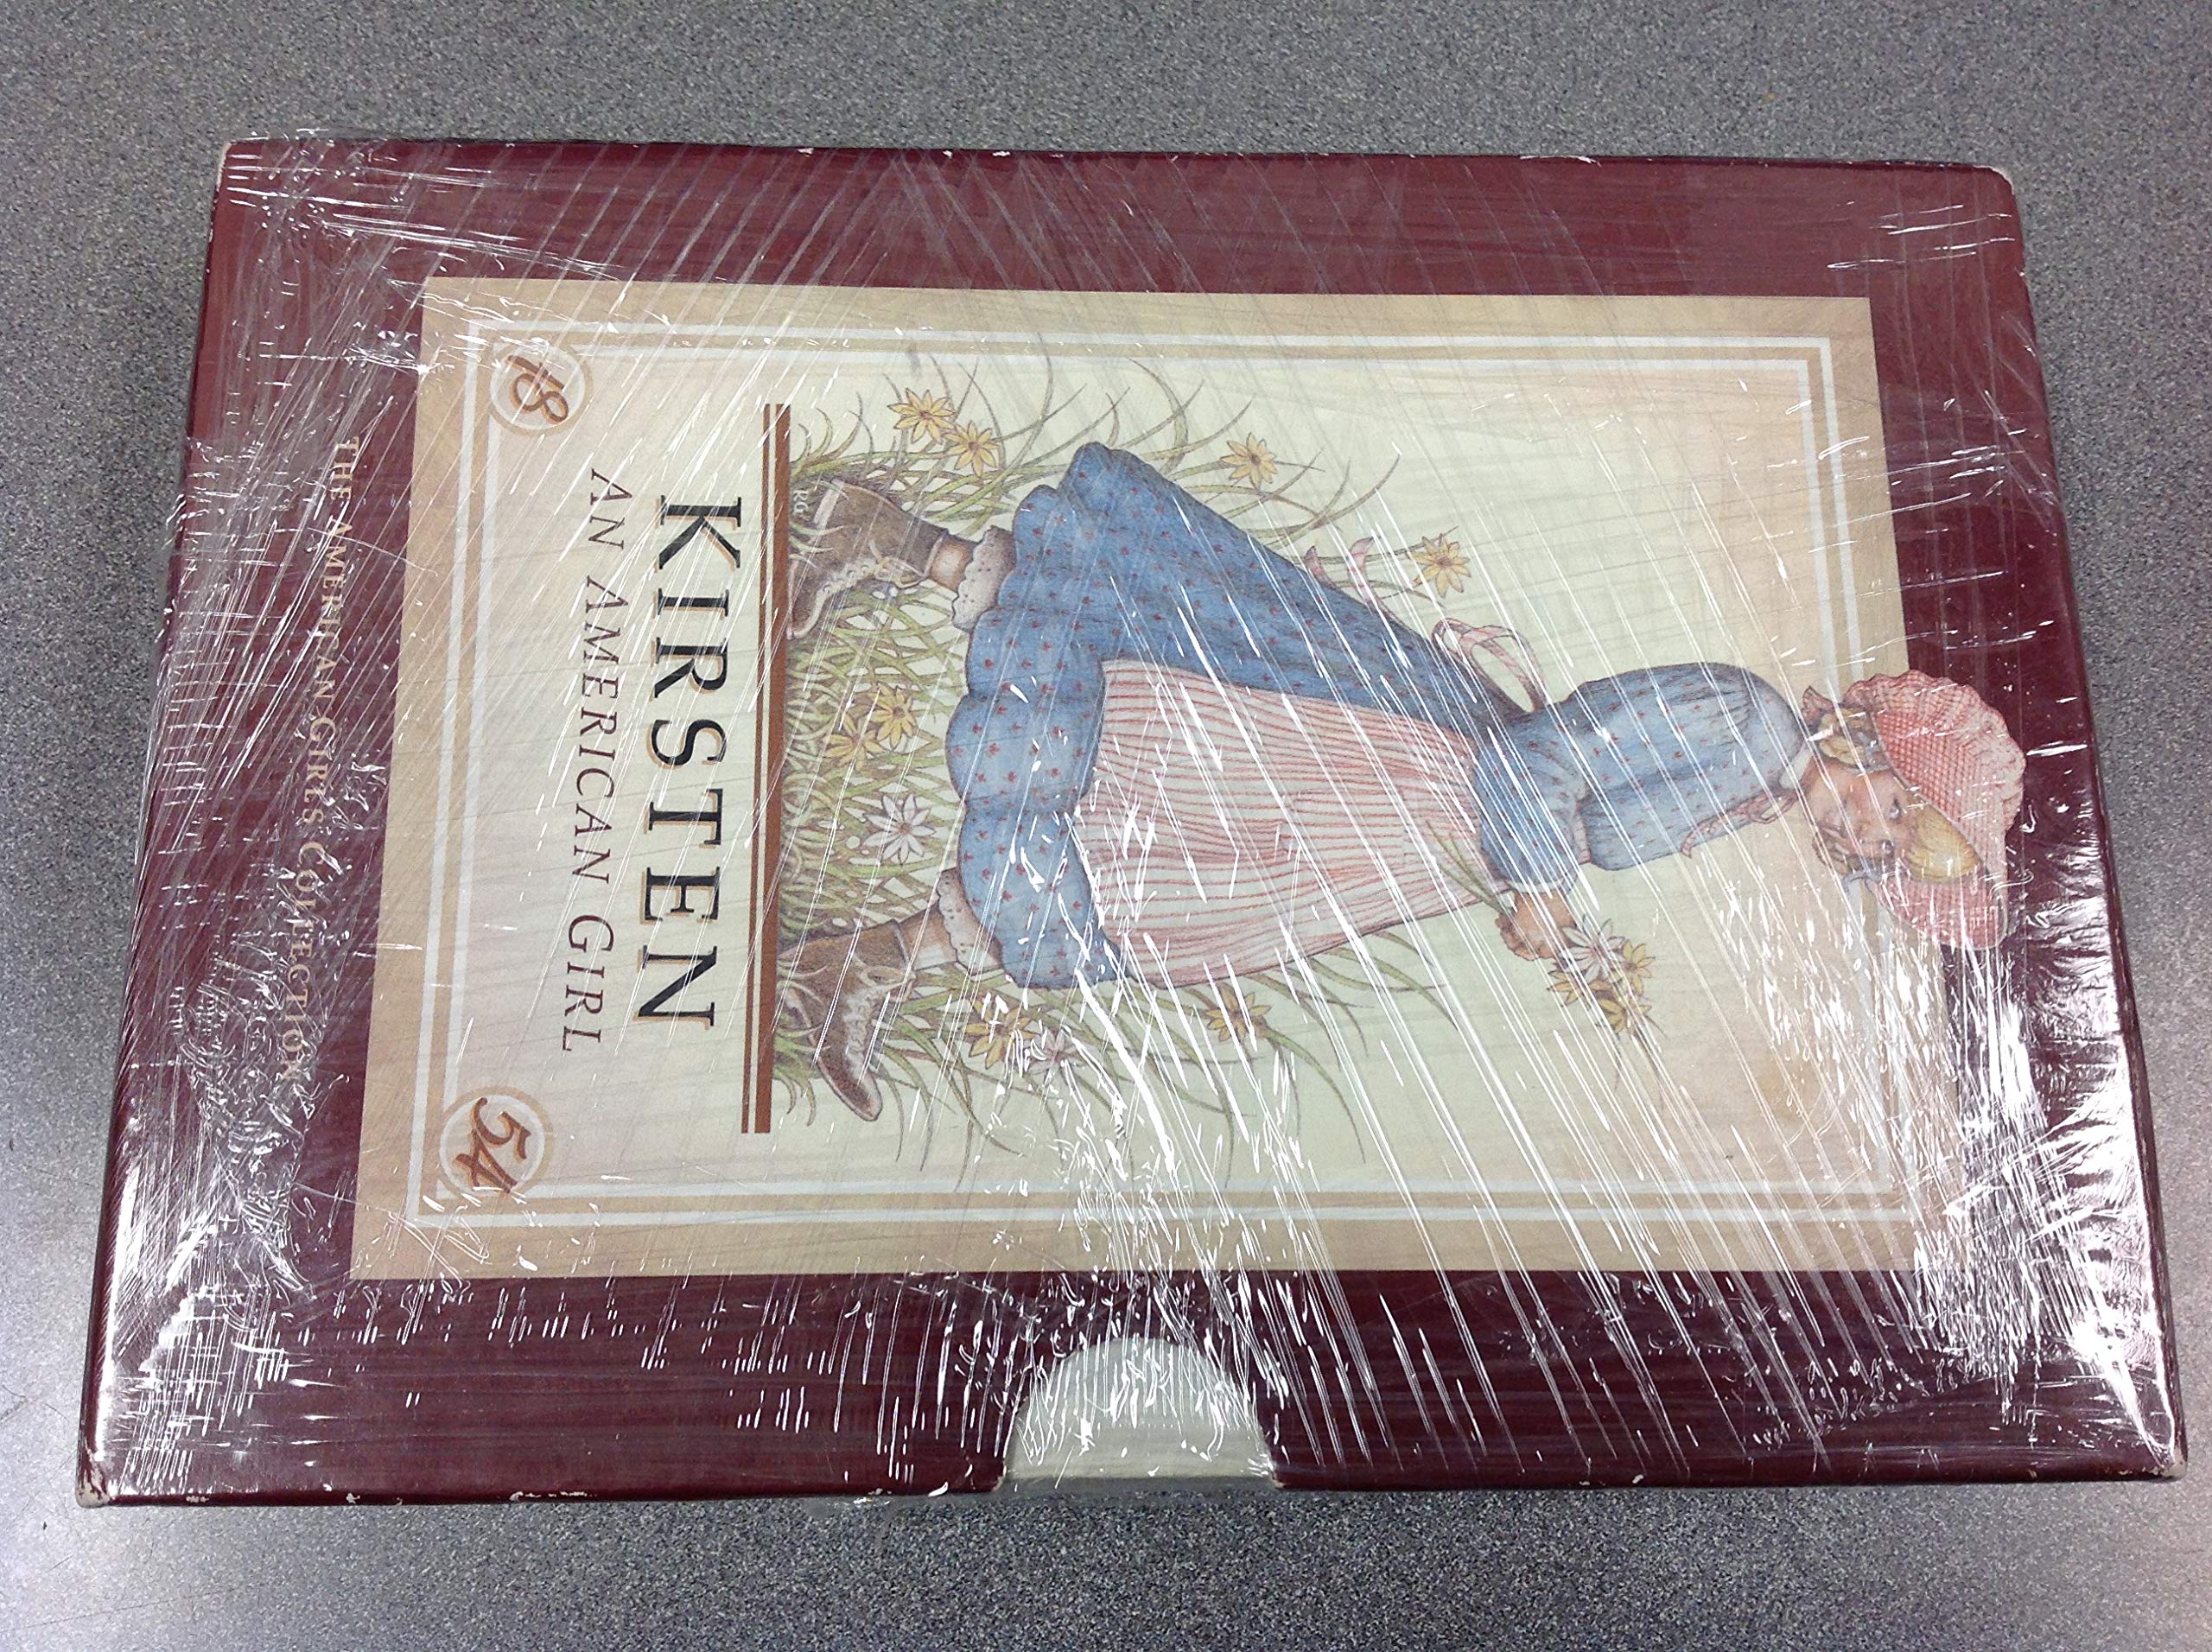 KIRSTEN
AN AMERICAN GIRL
18 54
THE AMERICAN GIRLS COLLECTION